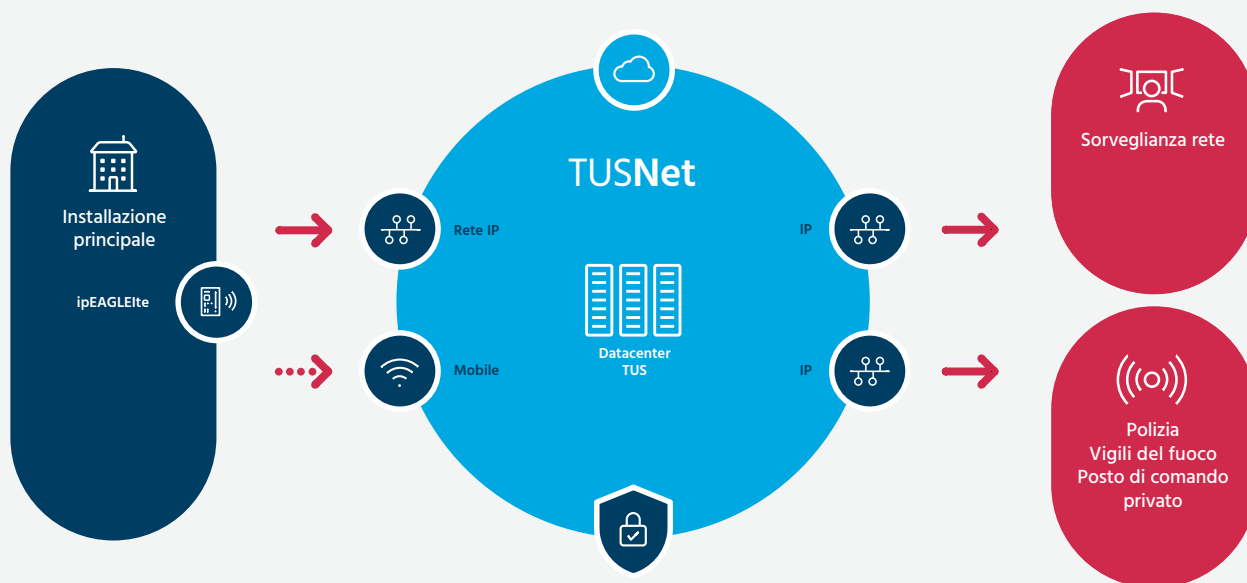 Installazione
principale
ipEAGLElte
TUSNet
Rete IP
Mobile
Datacenter
TUS
IP
IP
Sorveglianza rete
Polizia
Vigili del fuoco
Posto di comando
privato